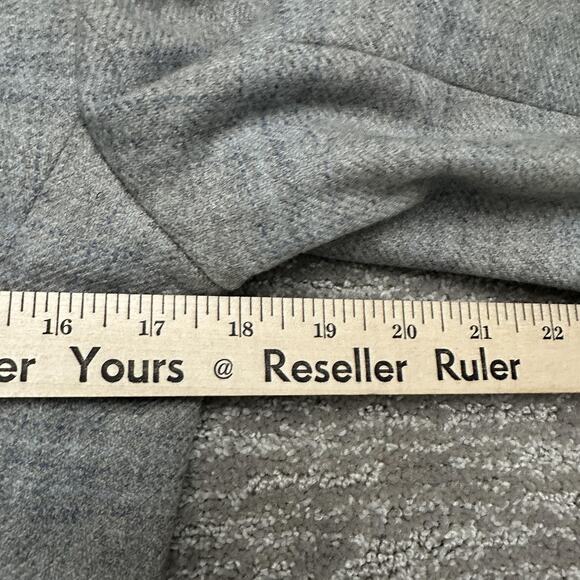 16 17 18 19 20 21 22
er Yours @ Reseller Ruler